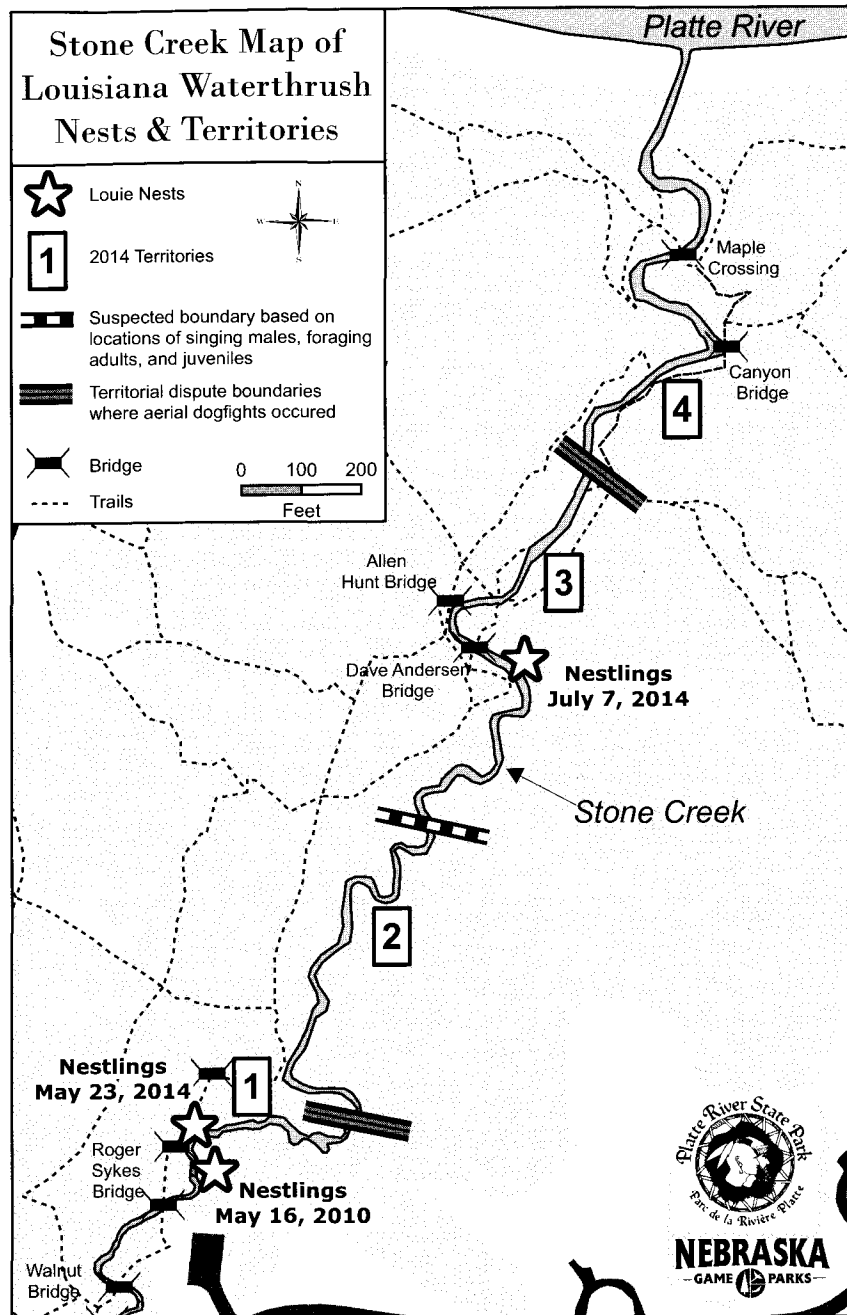 Stone Creek Map of
Louisiana Waterthrush
Nests & Territories
Louie Nests
N
W
E
S
1
2014 Territories
Suspected boundary based on
locations of singing males, foraging
adults, and juveniles
Territorial dispute boundaries
where aerial dogfights occured
Bridge
Trails
0 100 200
Feet
Platte River
Maple
Crossing
Canyon
Bridge
4
3
Allen
Hunt Bridge
Dave Andersen
Bridge
Nestlings
July 7, 2014
Stone Creek
2
Nestlings
May 23, 2014
1
Roger
Sykes
Bridge
Nestlings
May 16, 2010
Walnut
Bridge
Platte River State Park
Parc de la Rivière Platte
NEBRASKA
GAME PARKS